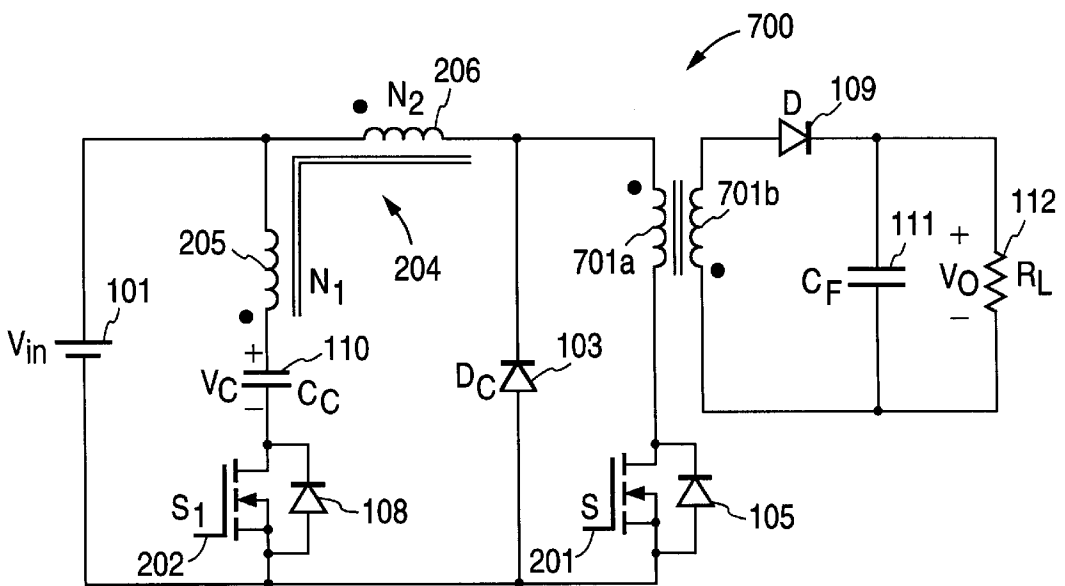 700
206
N2
D
109
205
204
N1
701a
701b
111
+
112
CF
VO
RL
−
101
Vin
+
110
VC
CC
−
DC
103
S1
108
202
S
105
201